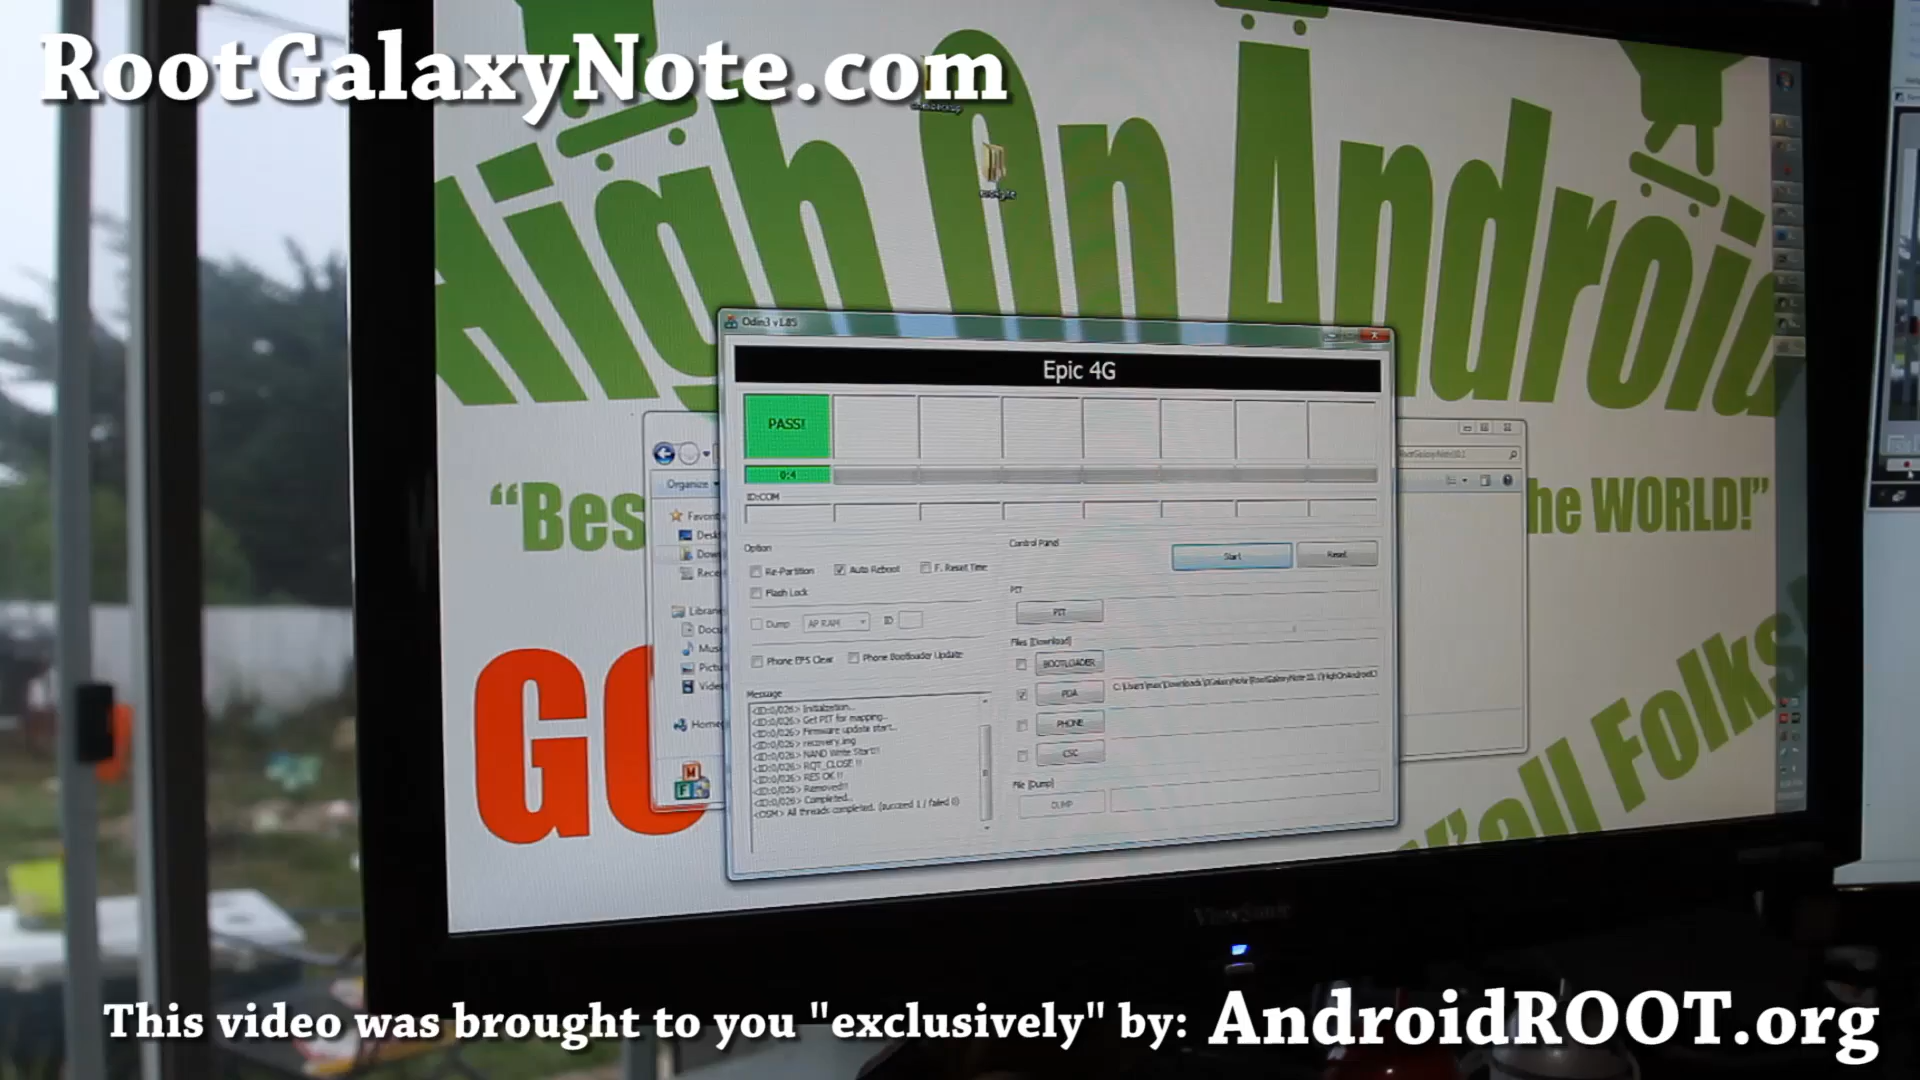 RootGalaxyNote.com
High On Android
"Bes
he WORLD!"
GO
Y'all Folks
Odin3 v1.85
Epic 4G
PASS!
0:4
ID:COM
Organize
Option
Control Panel
Start
Reset
Re-Partition
Auto Reboot
F. Reset Time
Flash Lock
Dump
AP RAM
ID
Phone EFS Clear
Phone Bootloader Update
PIT
PIT
Files [Download]
BOOTLOADER
PDA
PHONE
CSC
File [Dump]
DUMP
Message
<ID:0/026> Initialzation..
<ID:0/026> Get PIT for mapping..
<ID:0/026> Firmware update start..
<ID:0/026> recovery.img
<ID:0/026> NAND Write Start!!
<ID:0/026> RQT_CLOSE !!
<ID:0/026> RES OK !!
<ID:0/026> Removed!!
<ID:0/026> Completed..
<OSM> All threads completed. (succeed 1 / failed 0)
ViewSonic
This video was brought to you "exclusively" by: AndroidROOT.org